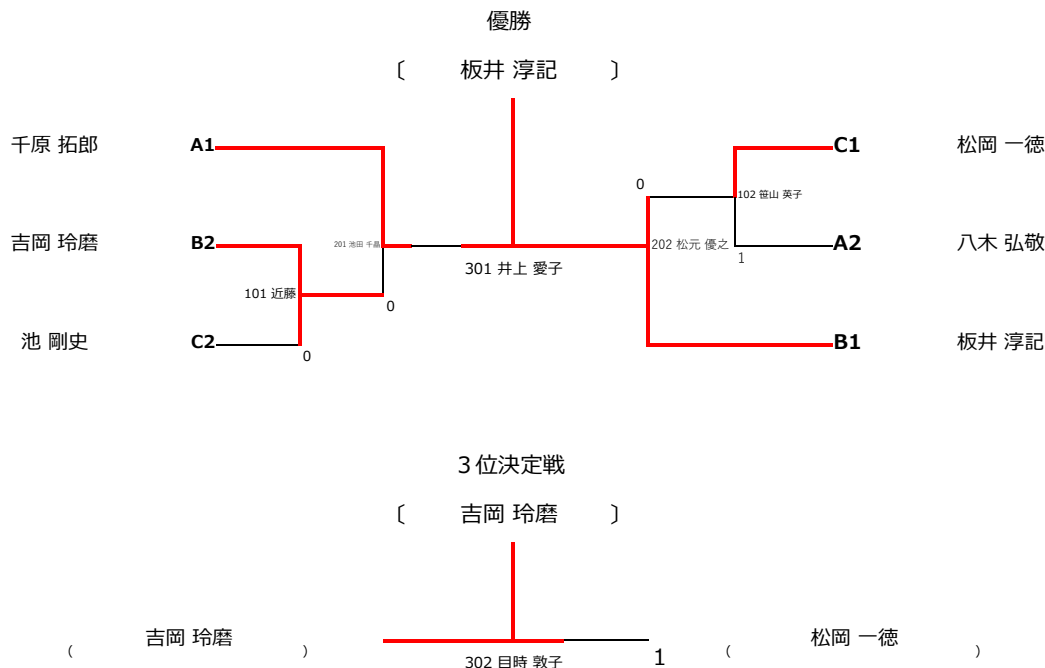 優勝
〔 板井 淳記 〕
千原 拓郎 A1 C1 松岡 一徳
0
102 笹山 英子
吉岡 玲磨 B2 201 池田 千晶 202 松元 優之 A2 八木 弘敬
301 井上 愛子 1
101 近藤
0
池 剛史 C2 B1 板井 淳記
0
３位決定戦
〔 吉岡 玲磨 〕
吉岡 玲磨 松岡 一徳
（ ） 302 目時 敦子 1 （ ）